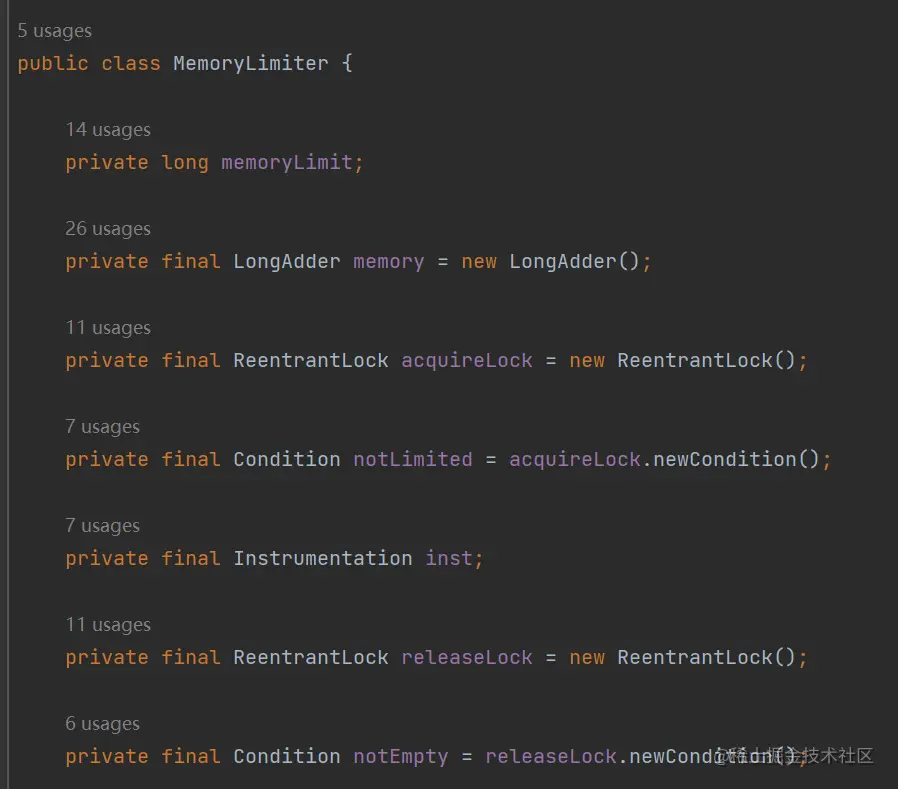 5 usages
public class MemoryLimiter {
14 usages
private long memoryLimit;
26 usages
private final LongAdder memory = new LongAdder();
11 usages
private final ReentrantLock acquireLock = new ReentrantLock();
7 usages
private final Condition notLimited = acquireLock.newCondition();
7 usages
private final Instrumentation inst;
11 usages
private final ReentrantLock releaseLock = new ReentrantLock();
6 usages
private final Condition notEmpty = releaseLock.newCondition();
@稀土掘金技术社区